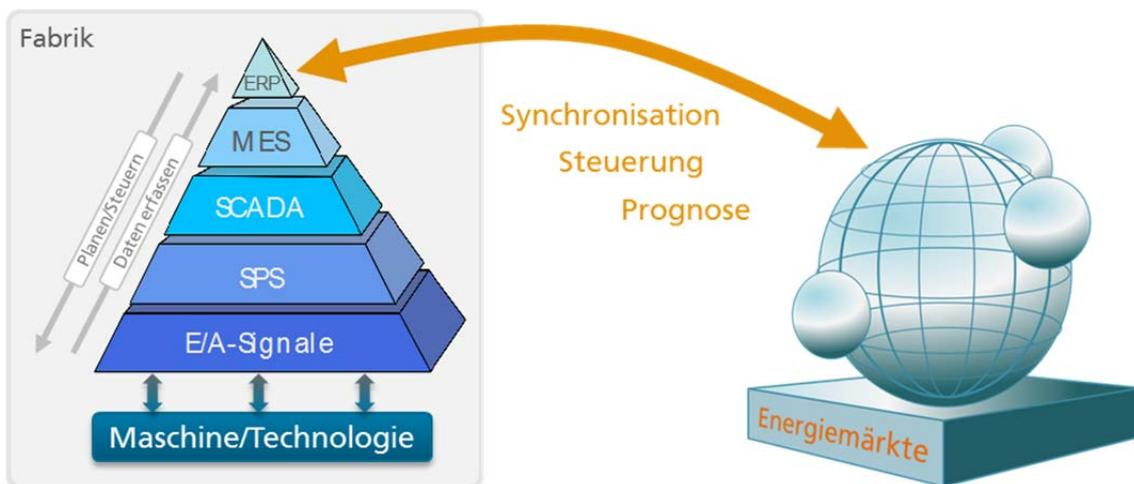 Fabrik
ERP
MES
SCADA
SPS
E/A-Signale
Planen/Steuern
Daten erfassen
Maschine/Technologie
Synchronisation
Steuerung
Prognose
Energiemärkte